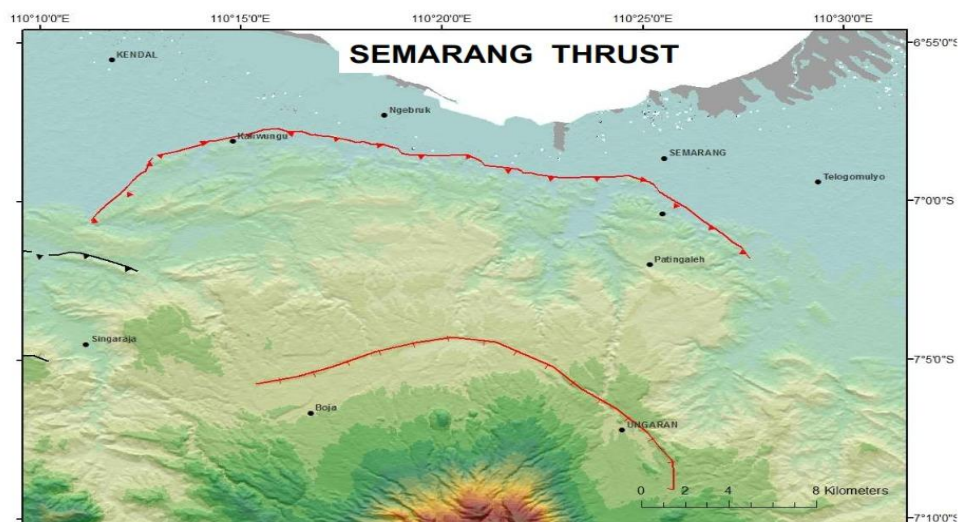 110°10'0"E 110°15'0"E 110°20'0"E 110°25'0"E 110°30'0"E
SEMARANG THRUST
6°55'0"S
KENDAL
Ngebruk
Kaliwungu
SEMARANG
Telogomulyo
7°0'0"S
Patingaleh
Singaraja
7°5'0"S
Boja
UNGARAN
0 2 4 8 Kilometers
7°10'0"S